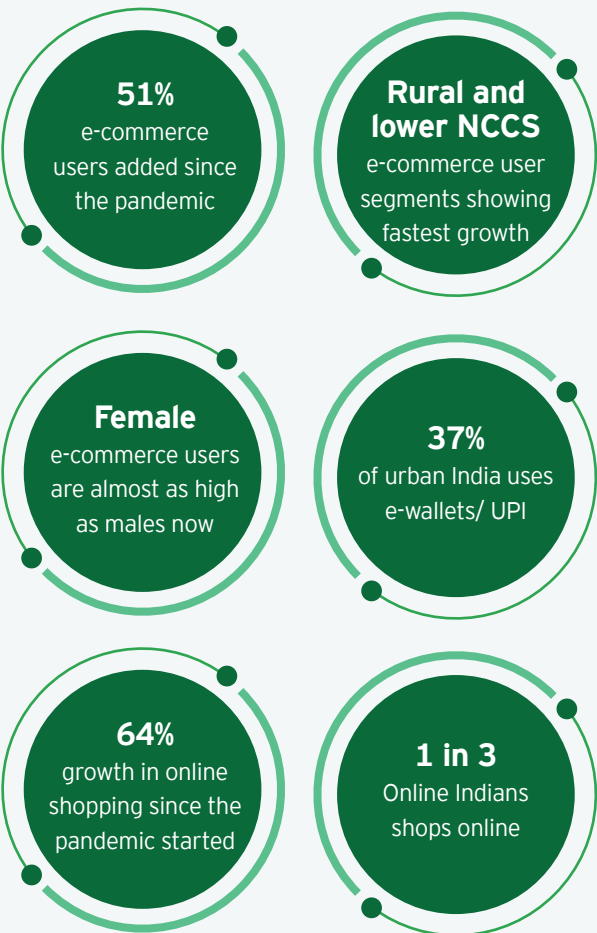 51%
e-commerce
users added since
the pandemic
Rural and
lower NCCS
e-commerce user
segments showing
fastest growth
Female
e-commerce users
are almost as high
as males now
37%
of urban India uses
e-wallets/ UPI
64%
growth in online
shopping since the
pandemic started
1 in 3
Online Indians
shops online